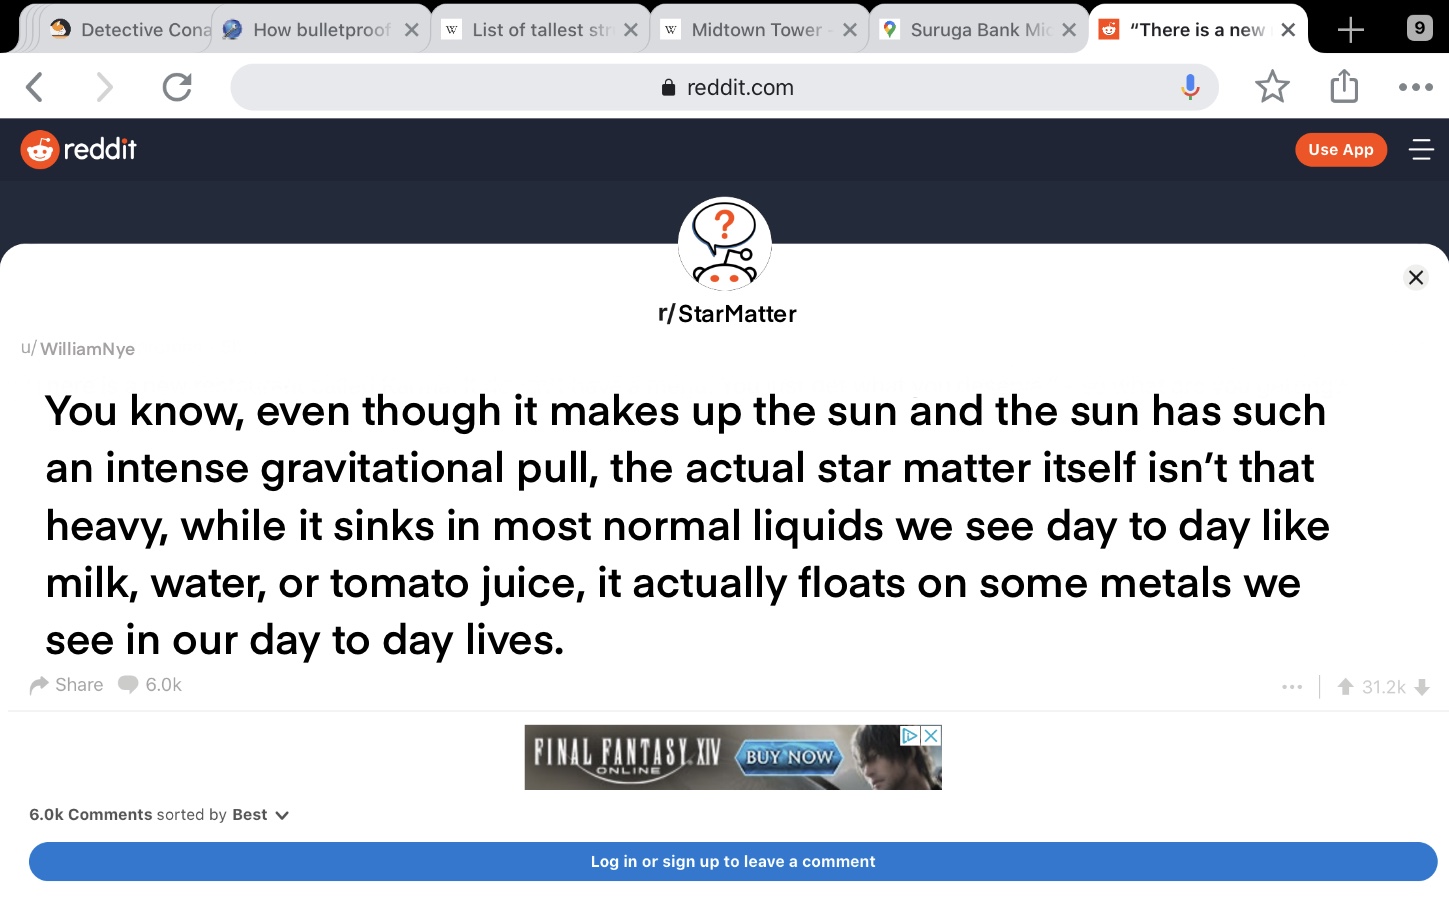 Detective Cona
How bulletproof
W List of tallest str
W Midtown Tower -
Suruga Bank Mic
“There is a new
9
reddit.com
reddit
Use App
?
r/StarMatter
u/WilliamNye
You know, even though it makes up the sun and the sun has such
an intense gravitational pull, the actual star matter itself isn’t that
heavy, while it sinks in most normal liquids we see day to day like
milk, water, or tomato juice, it actually floats on some metals we
see in our day to day lives.
Share 6.0k
31.2k
FINAL FANTASY XIV
ONLINE
BUY NOW
6.0k Comments sorted by Best
Log in or sign up to leave a comment